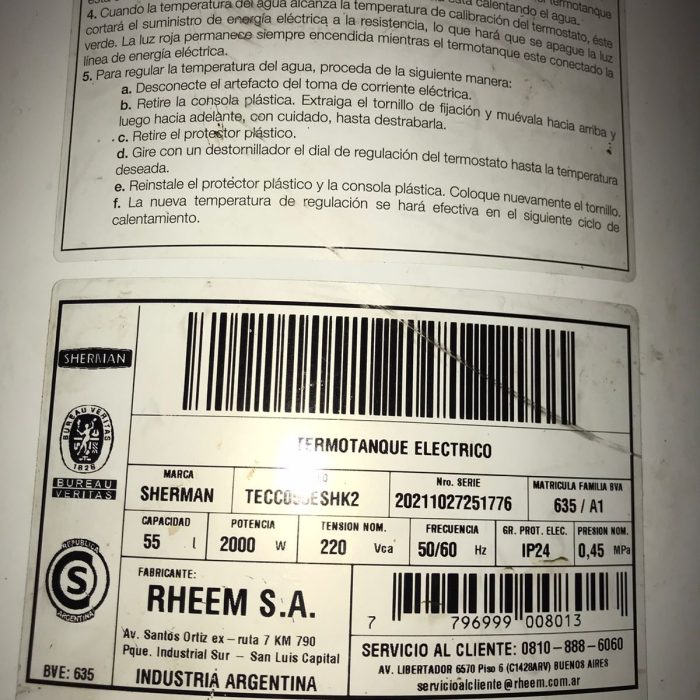 está calentando el agua.
4. Cuando la temperatura del agua alcanza la temperatura de calibración del termostato, éste
cortará el suministro de energía eléctrica a la resistencia, lo que hará que se apague la luz
verde. La luz roja permanece siempre encendida mientras el termotanque esté conectado la
línea de energía eléctrica.
5. Para regular la temperatura del agua, proceda de la siguiente manera:
a. Desconecte el artefacto del toma de corriente eléctrica.
b. Retire la consola plástica. Extraiga el tornillo de fijación y muévala hacia arriba y
luego hacia adelante, con cuidado, hasta destrabarla.
c. Retire el protector plástico.
d. Gire con un destornillador el dial de regulación del termostato hasta la temperatura
deseada.
e. Reinstale el protector plástico y la consola plástica. Coloque nuevamente el tornillo.
f. La nueva temperatura de regulación se hará efectiva en el siguiente ciclo de
calentamiento.
SHERMAN
BUREAU VERITAS
1828
BUREAU
VERITAS
TERMOTANQUE ELECTRICO
MARCA
SHERMAN
ESHK2
Nro. SERIE
20211027251776
MATRICULA FAMILIA BVA
635 / A1
CAPACIDAD
55 l
POTENCIA
2000 W
TENSION NOM.
220 Vca
FRECUENCIA
50/60 Hz
GR. PROT. ELEC.
IP24
PRESION NOM.
0,45 MPa
REPUBLICA
S
ARGENTINA
BVE: 635
FABRICANTE:
RHEEM S.A.
Av. Santos Ortiz ex – ruta 7 KM 790
Pque. Industrial Sur – San Luis Capital
INDUSTRIA ARGENTINA
7 796999 008013
SERVICIO AL CLIENTE: 0810-888-6060
AV. LIBERTADOR 6570 Piso 6 (C1428ARV) BUENOS AIRES
servicioalcliente@rheem.com.ar